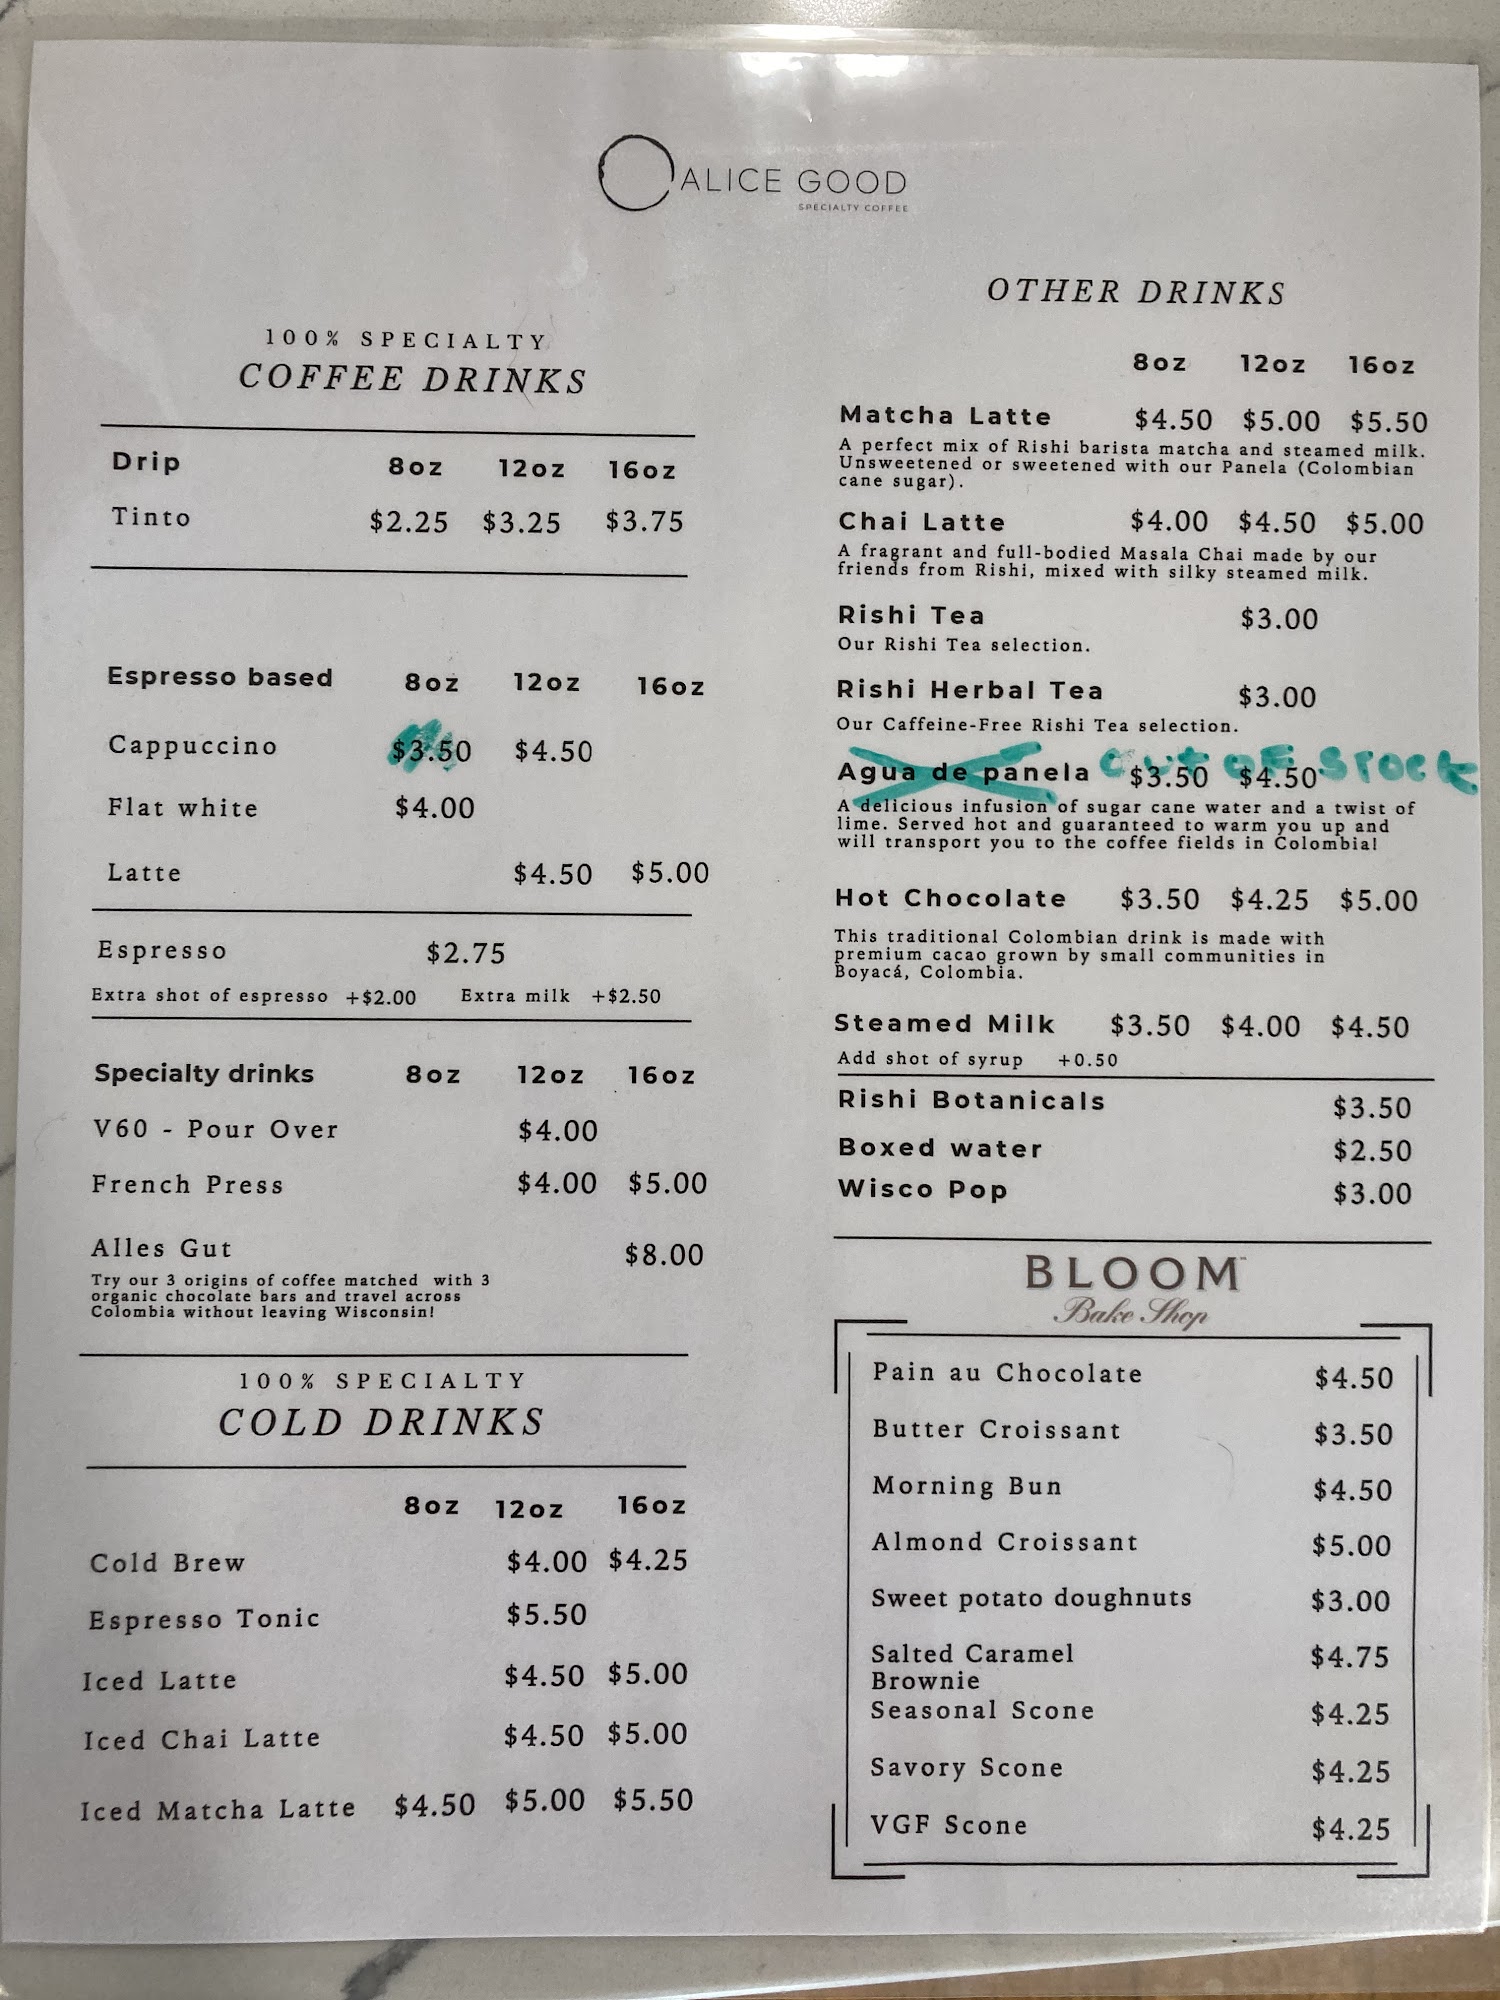 ALICE GOOD
SPECIALTY COFFEE
100% SPECIALTY
COFFEE DRINKS
Drip 8oz 12oz 16oz
Tinto $2.25 $3.25 $3.75
Espresso based 8oz 12oz 16oz
Cappuccino $3.50 $4.50
Flat white $4.00
Latte $4.50 $5.00
Espresso $2.75
Extra shot of espresso +$2.00 Extra milk +$2.50
Specialty drinks 8oz 12oz 16oz
V60 - Pour Over $4.00
French Press $4.00 $5.00
Alles Gut $8.00
Try our 3 origins of coffee matched with 3
organic chocolate bars and travel across
Colombia without leaving Wisconsin!
100% SPECIALTY
COLD DRINKS
8oz 12oz 16oz
Cold Brew $4.00 $4.25
Espresso Tonic $5.50
Iced Latte $4.50 $5.00
Iced Chai Latte $4.50 $5.00
Iced Matcha Latte $4.50 $5.00 $5.50
OTHER DRINKS
8oz 12oz 16oz
Matcha Latte $4.50 $5.00 $5.50
A perfect mix of Rishi barista matcha and steamed milk.
Unsweetened or sweetened with our Panela (Colombian
cane sugar).
Chai Latte $4.00 $4.50 $5.00
A fragrant and full-bodied Masala Chai made by our
friends from Rishi, mixed with silky steamed milk.
Rishi Tea $3.00
Our Rishi Tea selection.
Rishi Herbal Tea $3.00
Our Caffeine-Free Rishi Tea selection.
Agua de panela $3.50 $4.50
out OF STOCK
A delicious infusion of sugar cane water and a twist of
lime. Served hot and guaranteed to warm you up and
will transport you to the coffee fields in Colombia!
Hot Chocolate $3.50 $4.25 $5.00
This traditional Colombian drink is made with
premium cacao grown by small communities in
Boyacá, Colombia.
Steamed Milk $3.50 $4.00 $4.50
Add shot of syrup +0.50
Rishi Botanicals $3.50
Boxed water $2.50
Wisco Pop $3.00
BLOOM™
Bake Shop
Pain au Chocolate $4.50
Butter Croissant $3.50
Morning Bun $4.50
Almond Croissant $5.00
Sweet potato doughnuts $3.00
Salted Caramel $4.75
Brownie
Seasonal Scone $4.25
Savory Scone $4.25
VGF Scone $4.25